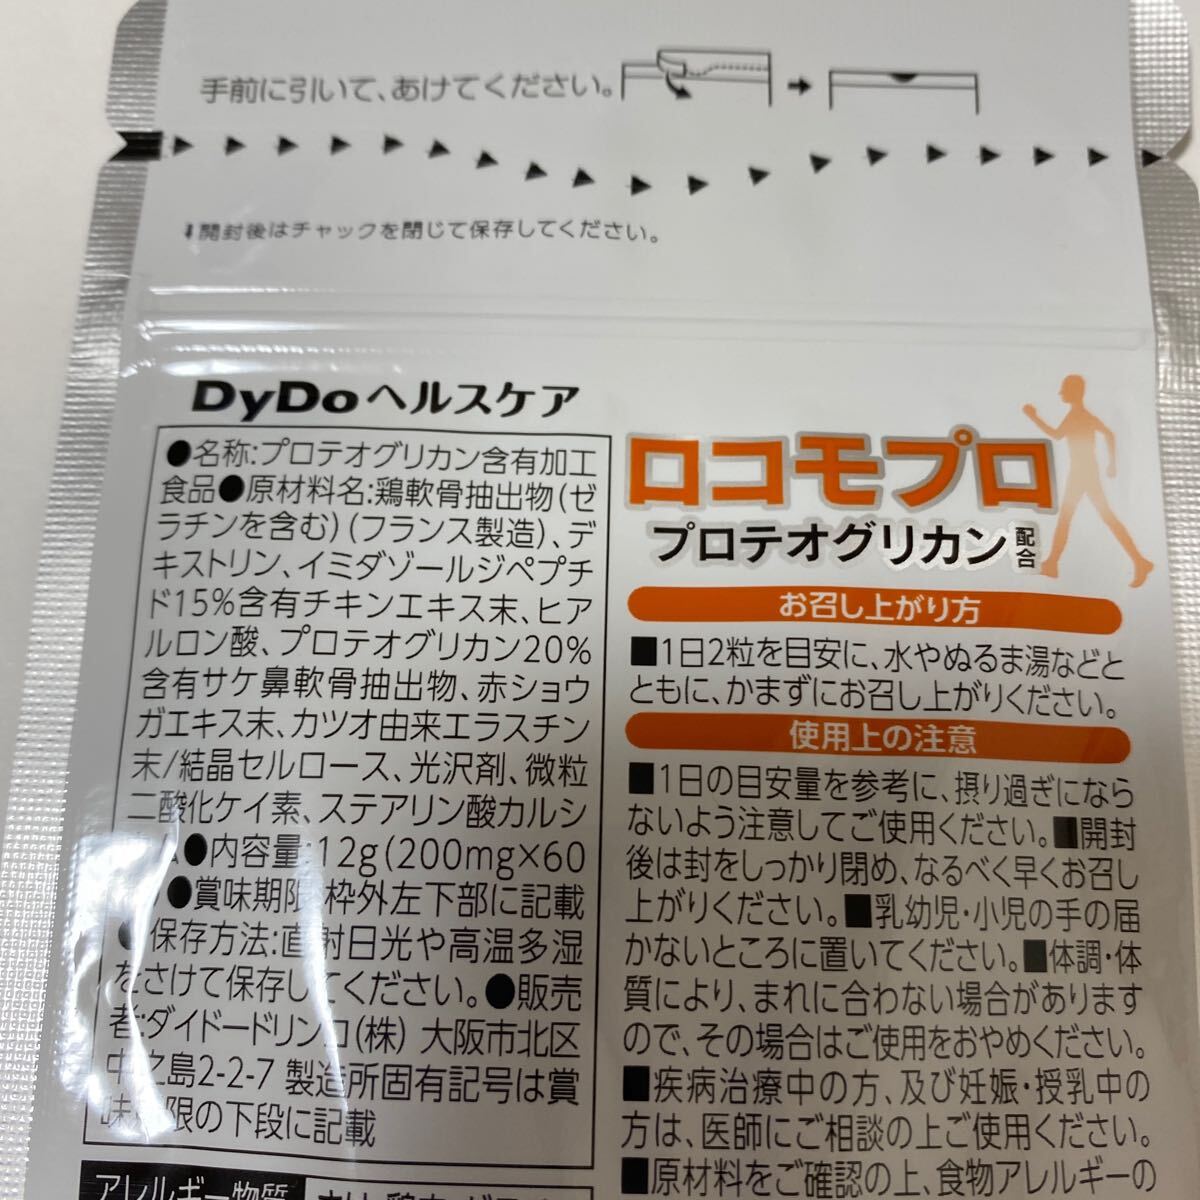 手前に引いて、あけてください。
⬇開封後はチャックを閉じて保存してください。
DyDoヘルスケア
●名称:プロテオグリカン含有加工
食品●原材料名:鶏軟骨抽出物(ゼ
ラチンを含む)(フランス製造)、デ
キストリン、イミダゾールジペプチ
ド15%含有チキンエキス末、ヒア
ルロン酸、プロテオグリカン20%
含有サケ鼻軟骨抽出物、赤ショウ
ガエキス末、カツオ由来エラスチン
末/結晶セルロース、光沢剤、微粒
二酸化ケイ素、ステアリン酸カルシ
ム●内容量:12g(200mg×60
●賞味期限 枠外左下部に記載
●保存方法:直射日光や高温多湿
をさけて保存してください。●販売
者:ダイドードリンコ(株) 大阪市北区
中之島2-2-7 製造所固有記号は賞
味期限の下段に記載
アレルギー物質
ロコモプロ
プロテオグリカン配合
お召し上がり方
■1日2粒を目安に、水やぬるま湯などと
ともに、かまずにお召し上がりください。
使用上の注意
■1日の目安量を参考に、摂り過ぎになら
ないよう注意してご使用ください。■開封
後は封をしっかり閉め、なるべく早くお召し
上がりください。■乳幼児・小児の手の届
かないところに置いてください。■体調・体
質により、まれに合わない場合があります
ので、その場合はご使用をおやめください。
■疾病治療中の方、及び妊娠・授乳中の
方は、医師にご相談の上ご使用ください。
■原材料をご確認の上、食物アレルギーの